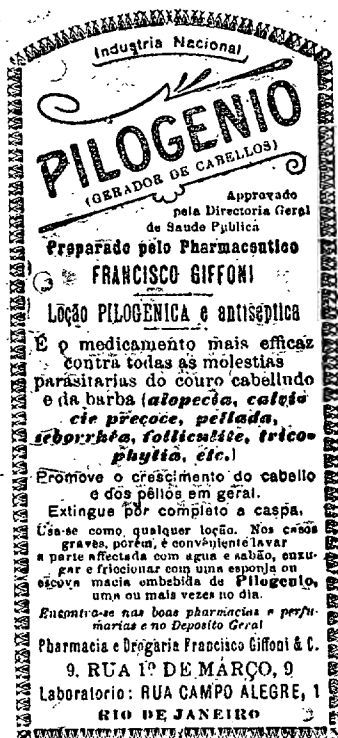 Industria Nacional
PILOGENIO
(GERADOR DE CABELLOS)
Approvado
pela Directoria Geral
de Saude Publica
Preparado pelo Pharmaceutico
FRANCISCO GIFFONI
Loção PILOGENICA e antiséptica
É o medicamento mais efficaz
contra todas as molestias
parasitarias do couro cabelludo
e da barba (alopecia, calvi-
cie precoce, pellada,
seborrhéa, folliculite, trico-
phytia, etc.)
Promove o crescimento do cabello
e dos pêllos em geral.
Extingue por completo a caspa.
Usa-se como qualquer loção. Nos casos
graves, porém, é conveniente lavar
a parte affectada com agua e sabão, enxu-
gar e friccionar com uma esponja ou
escova macia embebida de Pilogenio,
uma ou mais vezes no dia.
Encontra-se nas boas pharmacias e perfu-
marias e no Deposito Geral
Pharmacia e Drogaria Francisco Giffoni & C.
9. RUA 1º DE MARÇO, 9
Laboratorio: RUA CAMPO ALEGRE, 1
RIO DE JANEIRO